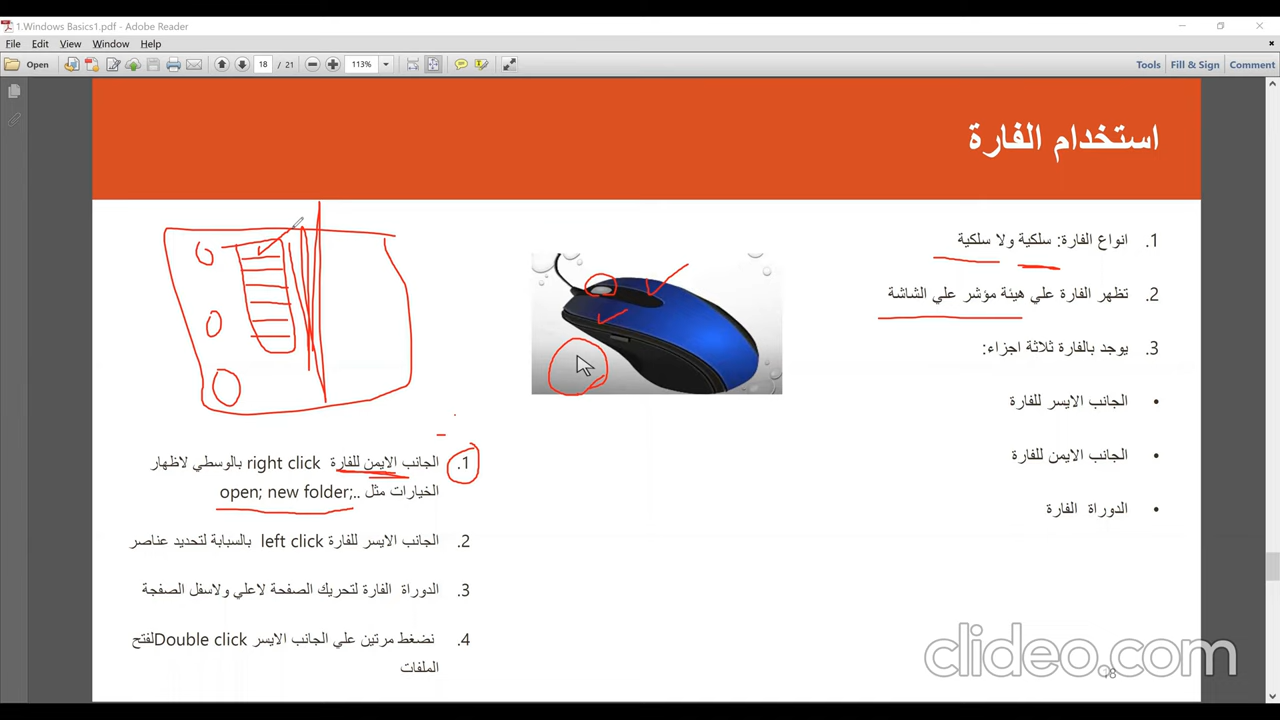 1.Windows Basics1.pdf - Adobe Reader
File Edit View Window Help
Open 18 / 21 113% Tools Fill & Sign Comment
استخدام الفارة
1. انواع الفارة: سلكية ولا سلكية
2. تظهر الفارة علي هيئة مؤشر علي الشاشة
3. يوجد بالفارة ثلاثة اجزاء:
• الجانب الايسر للفارة
• الجانب الايمن للفارة
• الدوراة الفارة
1. الجانب الايمن للفارة right click بالوسطي لاظهار
الخيارات مثل ..open; new folder;
2. الجانب الايسر للفارة left click بالسبابة لتحديد عناصر
3. الدوراة الفارة لتحريك الصفحة لاعلي ولاسفل الصفجة
4. نضغط مرتين علي الجانب الايسر Double clickلفتح
الملفات
clideo.com
18